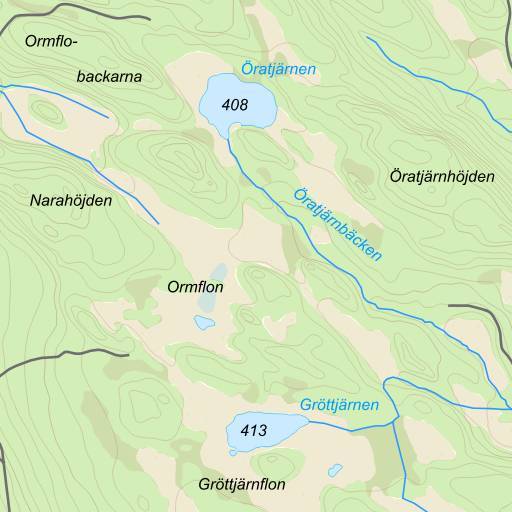 Ormflo-
backarna
Öratjärnen
408
Öratjärnhöjden
Narahöjden
Öratjärnbäcken
Ormflon
Gröttjärnen
413
Gröttjärnflon